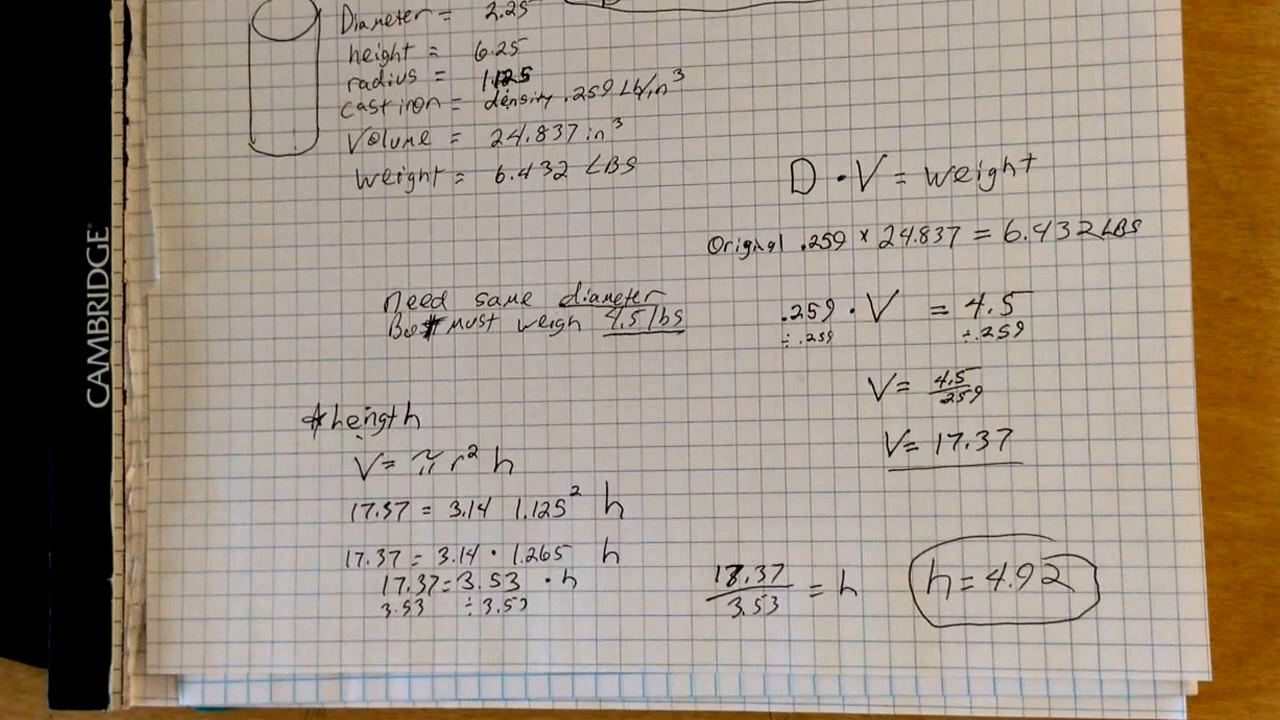 Diameter = 2.25
height = 6.25
radius = 1.125
cast iron = density .259 Lb/in³
Volume = 24.837 in³
weight = 6.432 LBS
D · V = weight
Original .259 × 24.837 = 6.432 LBS
need same diameter
But must weigh 4.5 lbs
.259 · V = 4.5
÷ .259 ÷ .259
V = 4.5/.259
V = 17.37
*Length
V = π r² h
17.37 = 3.14 1.125² h
17.37 = 3.14 · 1.265 h
17.37 = 3.53 · h
3.53 ÷ 3.53
17.37/3.53 = h
h = 4.92
CAMBRIDGE